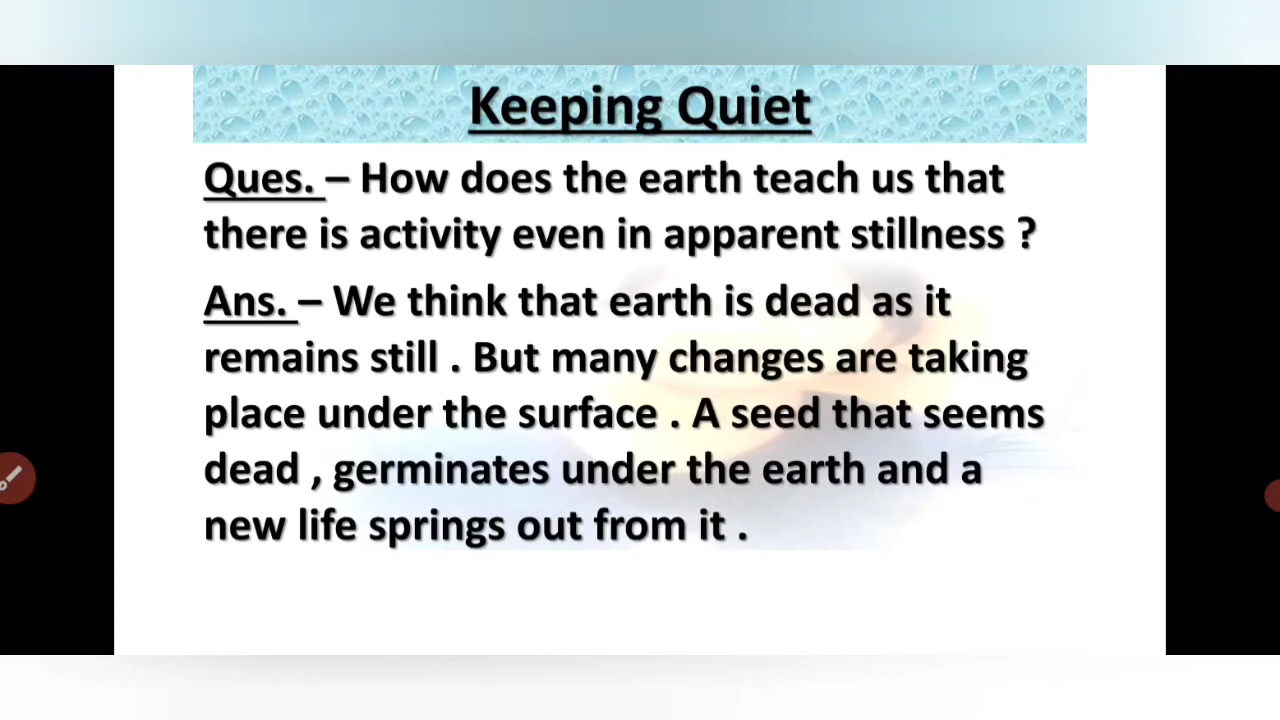 Keeping Quiet
Ques. – How does the earth teach us that
there is activity even in apparent stillness ?
Ans. – We think that earth is dead as it
remains still . But many changes are taking
place under the surface . A seed that seems
dead , germinates under the earth and a
new life springs out from it .